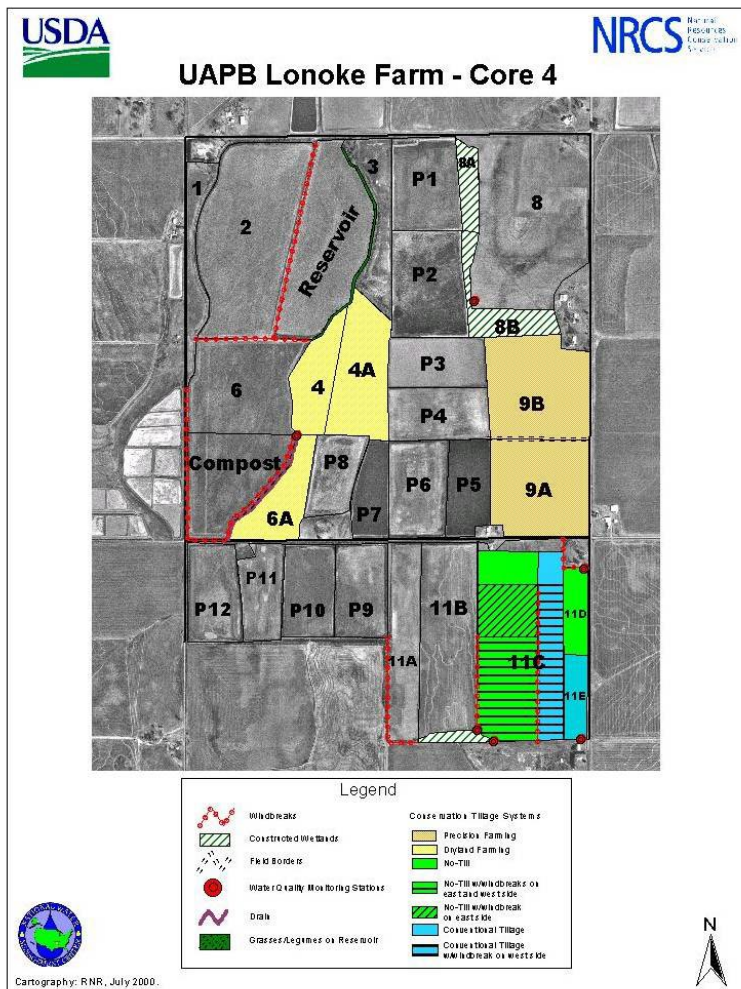 USDA
NRCS
Natural
Resources
Conservation
Service
UAPB Lonoke Farm - Core 4
1
2
Reservoir
3
P1
8A
8
P2
8B
4
4A
P3
6
P4
9B
Compost
P8
P6
P5
9A
6A
P7
P12
P11
P10
P9
11A
11B
11C
11D
11E
Legend
Windbreaks
Constructed Wetlands
Field Borders
Water Quality Monitoring Stations
Drain
Grasses/Legumes on Reservoir
Conservation Tillage Systems
Precision Farming
Dryland Farming
No-Till
No-Till w/windbreaks on
east and west side
No-Till w/windbreak
on east side
Conventional Tillage
Conventional Tillage
w/windbreak on west side
N
Cartography: RNR, July 2000.